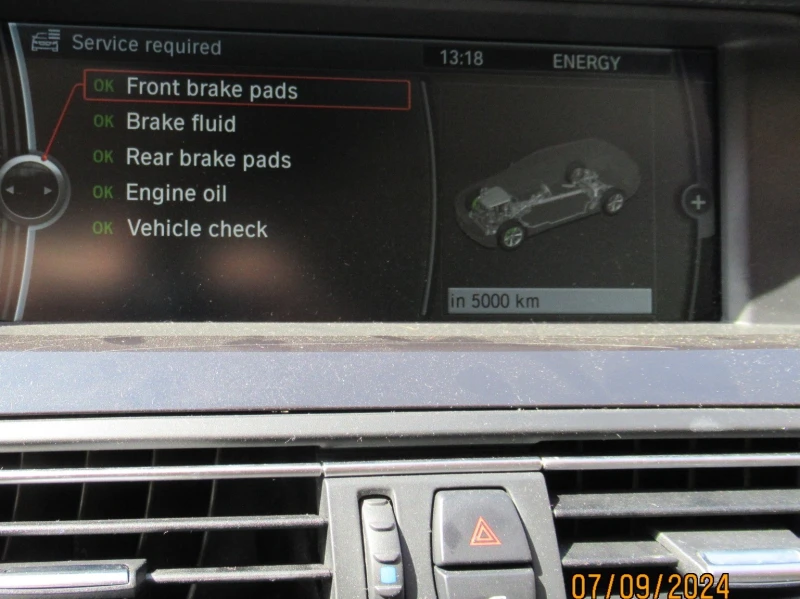 Service required
13:18
ENERGY
OK Front brake pads
OK Brake fluid
OK Rear brake pads
OK Engine oil
OK Vehicle check
in 5000 km
07/09/2024